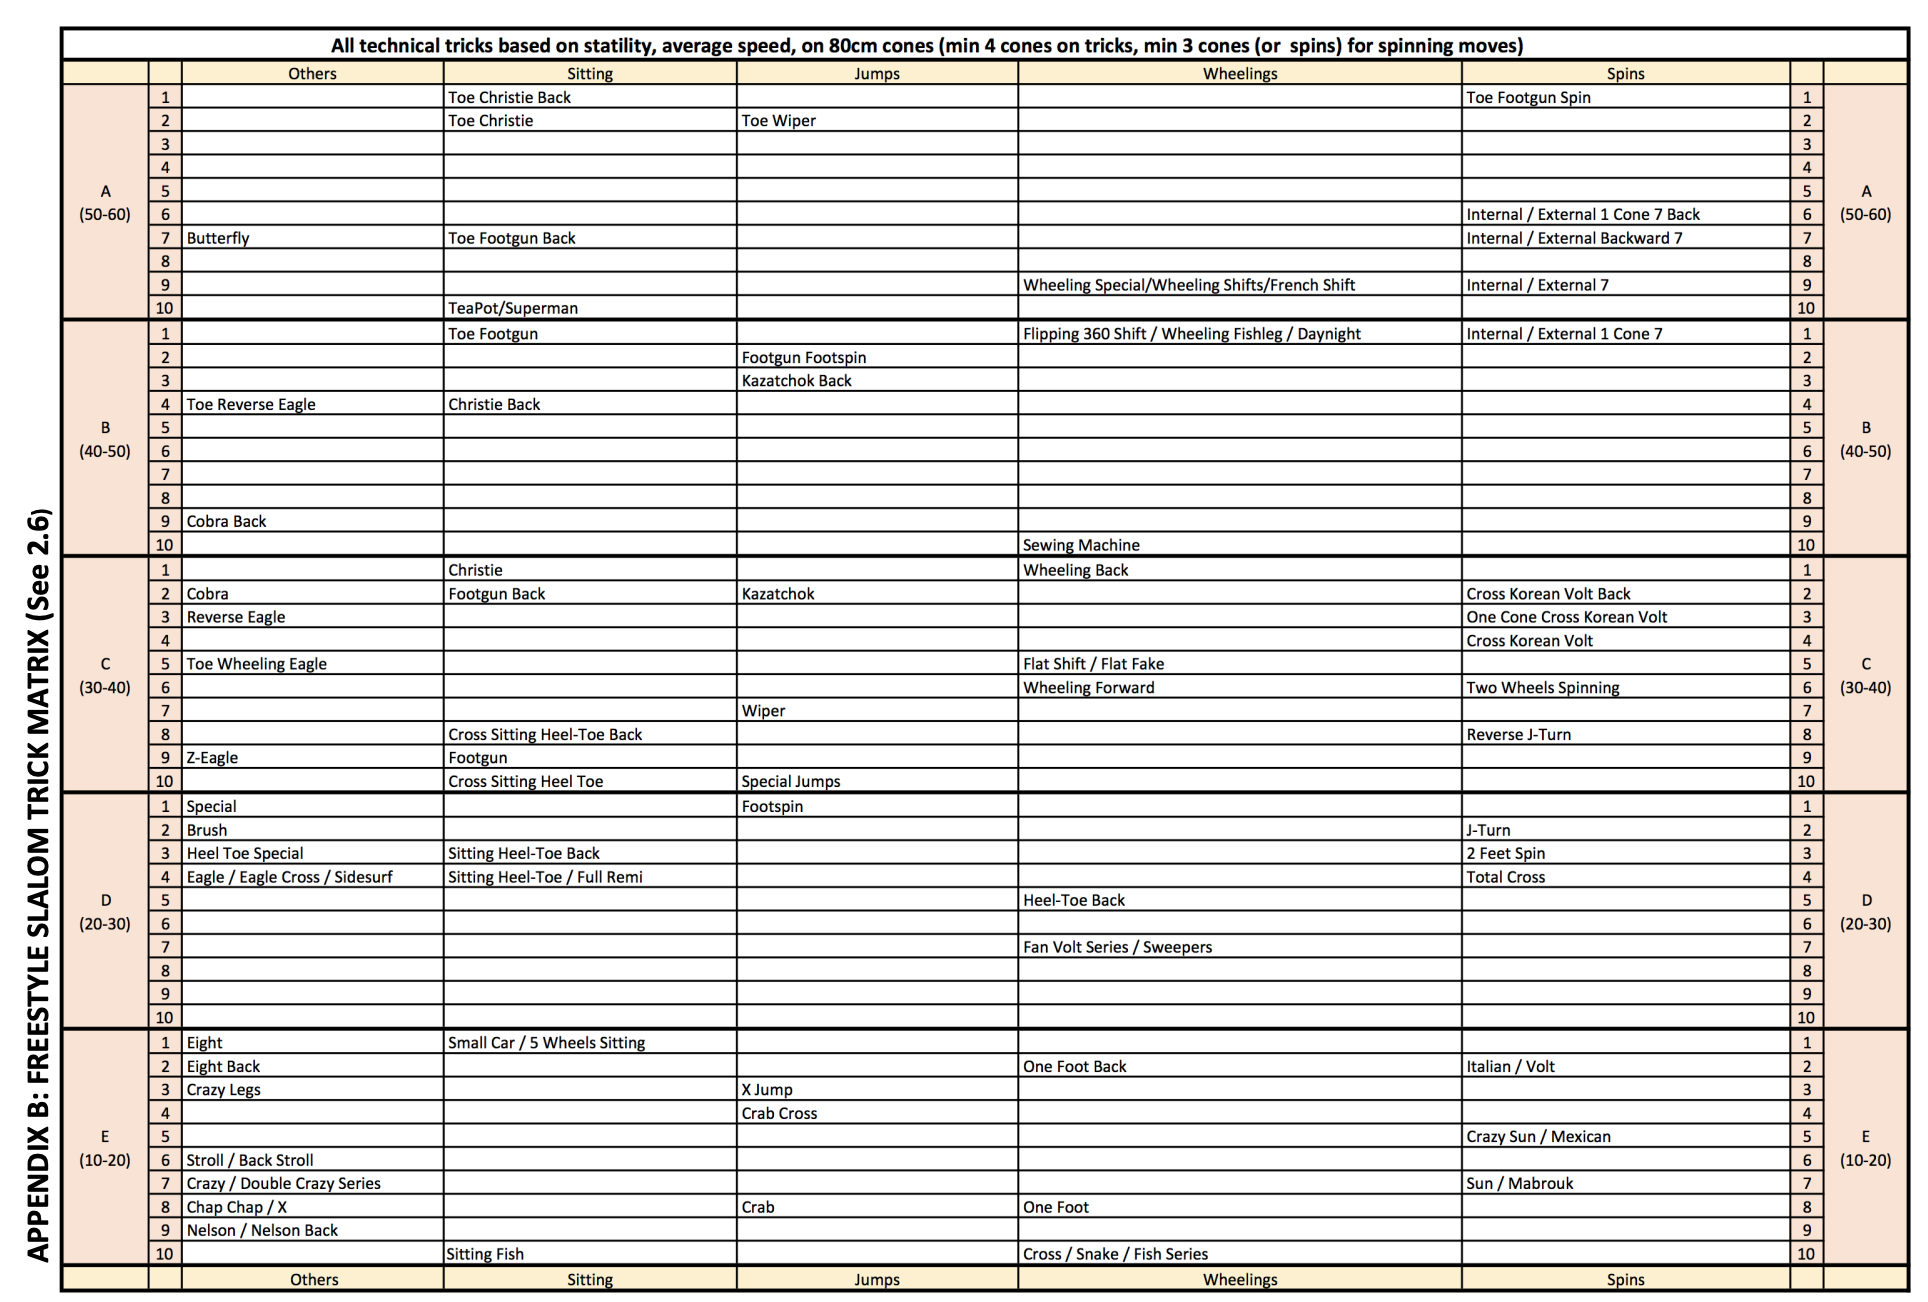 APPENDIX B: FREESTYLE SLALOM TRICK MATRIX (See 2.6)
All technical tricks based on statility, average speed, on 80cm cones (min 4 cones on tricks, min 3 cones (or spins) for spinning moves)
Others Sitting Jumps Wheelings Spins
A (50-60)
1 Toe Christie Back Toe Footgun Spin 1
2 Toe Christie Toe Wiper 2
3 3
4 4
5 5
6 Internal / External 1 Cone 7 Back 6
7 Butterfly Toe Footgun Back Internal / External Backward 7 7
8 8
9 Wheeling Special/Wheeling Shifts/French Shift Internal / External 7 9
10 TeaPot/Superman 10
A (50-60)
B (40-50)
1 Toe Footgun Flipping 360 Shift / Wheeling Fishleg / Daynight Internal / External 1 Cone 7 1
2 Footgun Footspin 2
3 Kazatchok Back 3
4 Toe Reverse Eagle Christie Back 4
5 5
6 6
7 7
8 8
9 Cobra Back 9
10 Sewing Machine 10
B (40-50)
C (30-40)
1 Christie Wheeling Back 1
2 Cobra Footgun Back Kazatchok Cross Korean Volt Back 2
3 Reverse Eagle One Cone Cross Korean Volt 3
4 Cross Korean Volt 4
5 Toe Wheeling Eagle Flat Shift / Flat Fake 5
6 Wheeling Forward Two Wheels Spinning 6
7 Wiper 7
8 Cross Sitting Heel-Toe Back Reverse J-Turn 8
9 Z-Eagle Footgun 9
10 Cross Sitting Heel Toe Special Jumps 10
C (30-40)
D (20-30)
1 Special Footspin 1
2 Brush J-Turn 2
3 Heel Toe Special Sitting Heel-Toe Back 2 Feet Spin 3
4 Eagle / Eagle Cross / Sidesurf Sitting Heel-Toe / Full Remi Total Cross 4
5 Heel-Toe Back 5
6 6
7 Fan Volt Series / Sweepers 7
8 8
9 9
10 10
D (20-30)
E (10-20)
1 Eight Small Car / 5 Wheels Sitting 1
2 Eight Back One Foot Back Italian / Volt 2
3 Crazy Legs X Jump 3
4 Crab Cross 4
5 Crazy Sun / Mexican 5
6 Stroll / Back Stroll 6
7 Crazy / Double Crazy Series Sun / Mabrouk 7
8 Chap Chap / X Crab One Foot 8
9 Nelson / Nelson Back 9
10 Sitting Fish Cross / Snake / Fish Series 10
E (10-20)
Others Sitting Jumps Wheelings Spins